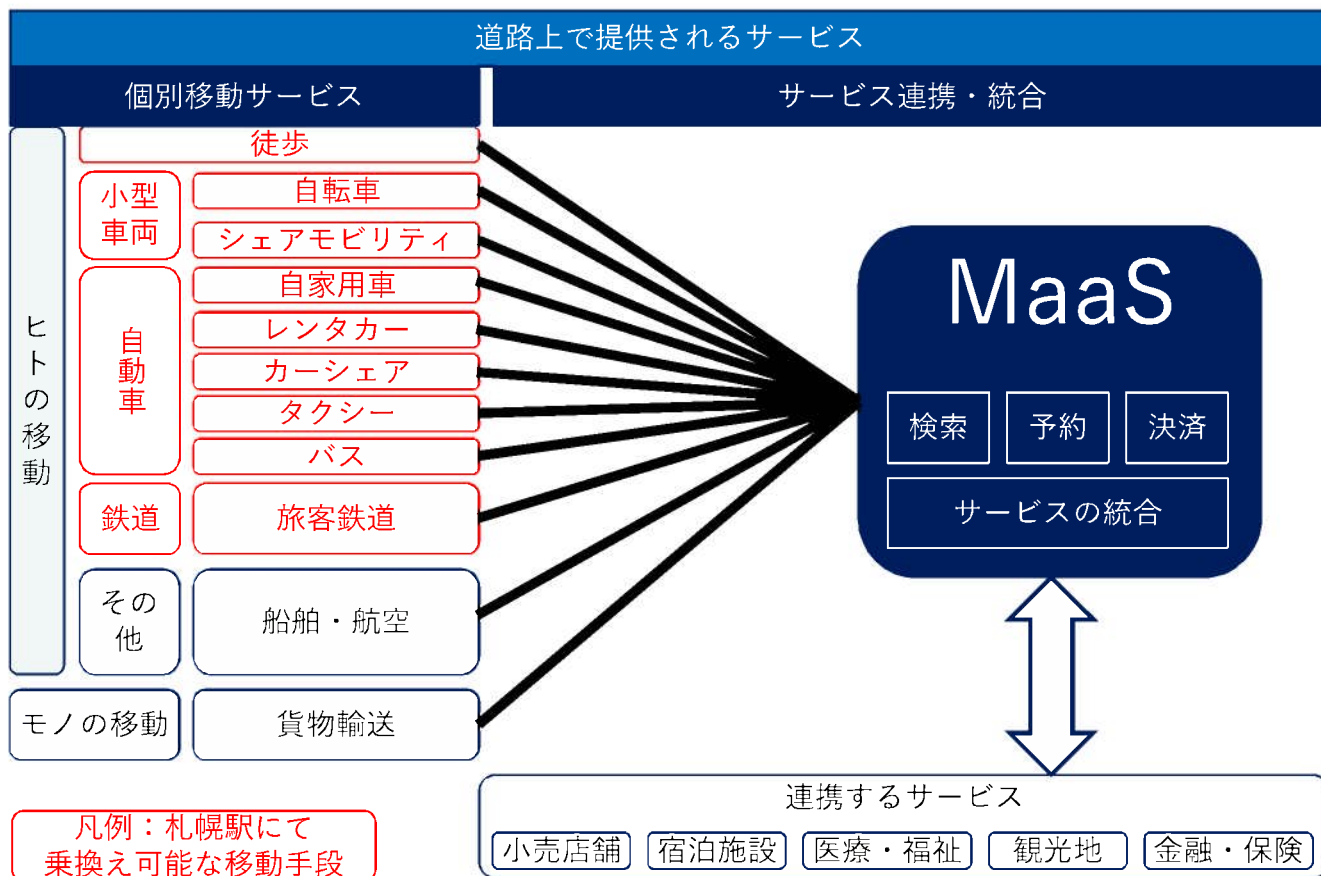 道路上で提供されるサービス
個別移動サービス
サービス連携・統合
ヒトの移動
徒歩
小型
車両
自転車
シェアモビリティ
自動車
自家用車
レンタカー
カーシェア
タクシー
バス
鉄道
旅客鉄道
その
他
船舶・航空
モノの移動
貨物輸送
MaaS
検索
予約
決済
サービスの統合
連携するサービス
小売店舗
宿泊施設
医療・福祉
観光地
金融・保険
凡例：札幌駅にて
乗換え可能な移動手段